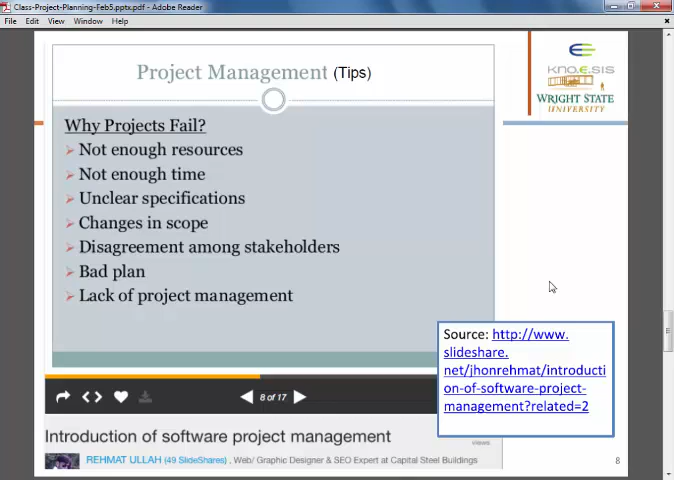 Class-Project-Planning-Feb5.pptx.pdf - Adobe Reader
File Edit View Window Help
Project Management (Tips)
kno.e.sis
WRIGHT STATE
UNIVERSITY
Why Projects Fail?
Not enough resources
Not enough time
Unclear specifications
Changes in scope
Disagreement among stakeholders
Bad plan
Lack of project management
Source: http://www.
slideshare.
net/jhonrehmat/introducti
on-of-software-project-
management?related=2
8 of 17
Introduction of software project management
views
REHMAT ULLAH (49 SlideShares) , Web/ Graphic Designer & SEO Expert at Capital Steel Buildings
8